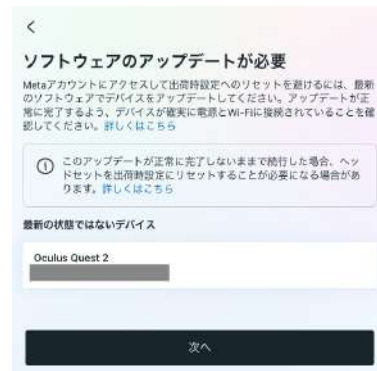 ソフトウェアのアップデートが必要
Metaアカウントにアクセスして出荷時設定へのリセットを避けるには、最新
のソフトウェアでデバイスをアップデートしてください。アップデートが正
常に完了するよう、デバイスが確実に電源とWi-Fiに接続されていることを確
認してください。詳しくはこちら
このアップデートが正常に完了しないままで続行した場合、ヘッ
ドセットを出荷時設定にリセットすることが必要になる場合があ
ります。詳しくはこちら
最新の状態ではないデバイス
Oculus Quest 2
次へ